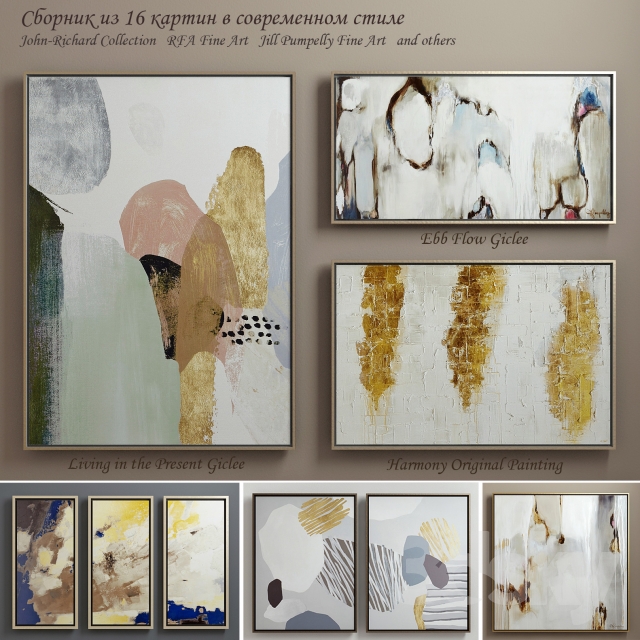 Сборник из 16 картин в современном стиле
John-Richard Collection RFA Fine Art Jill Pumpelly Fine Art and others
Ebb Flow Giclee
Living in the Present Giclee
Harmony Original Painting